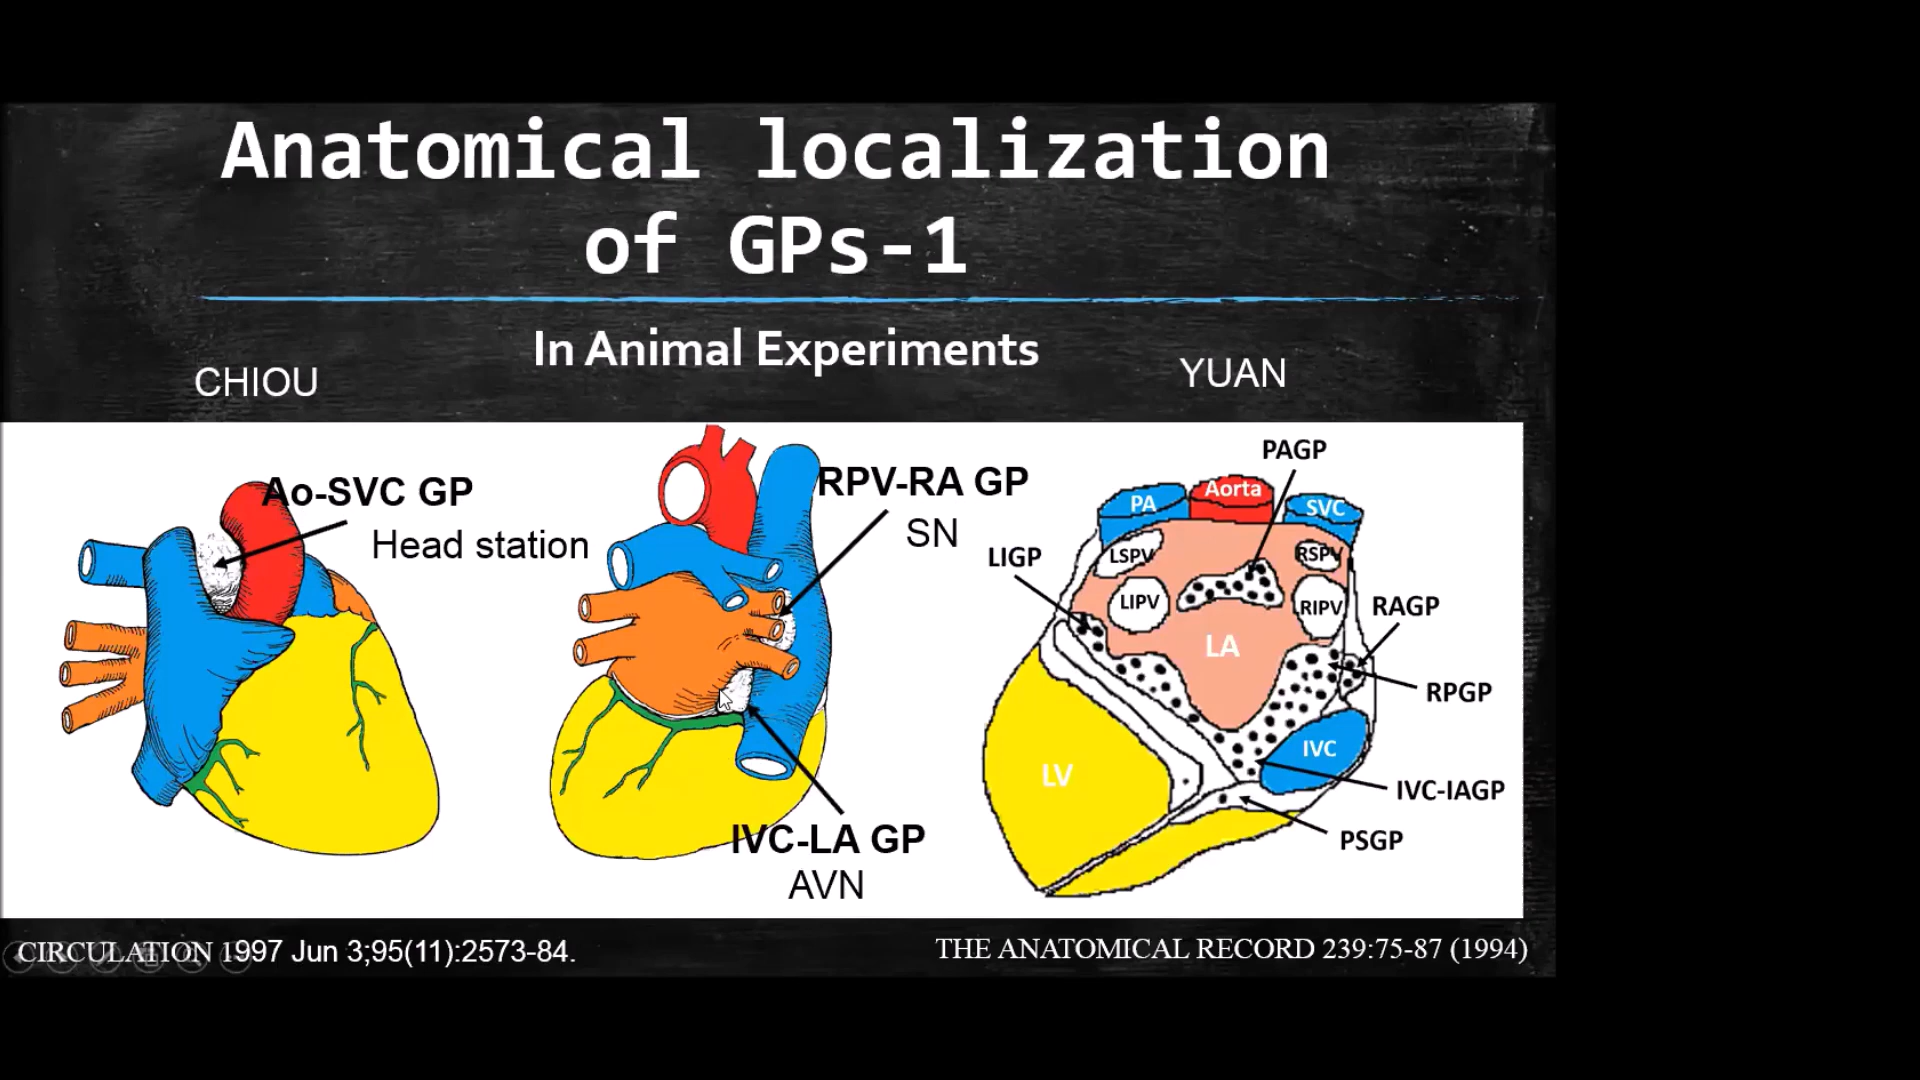 Anatomical localization
of GPs-1
In Animal Experiments
CHIOU
YUAN
Ao-SVC GP
Head station
RPV-RA GP
SN
IVC-LA GP
AVN
PAGP
PA
Aorta
SVC
LIGP
LSPV
RSPV
LIPV
RIPV
RAGP
LA
RPGP
LV
IVC
IVC-IAGP
PSGP
CIRCULATION 1997 Jun 3;95(11):2573-84.
THE ANATOMICAL RECORD 239:75-87 (1994)